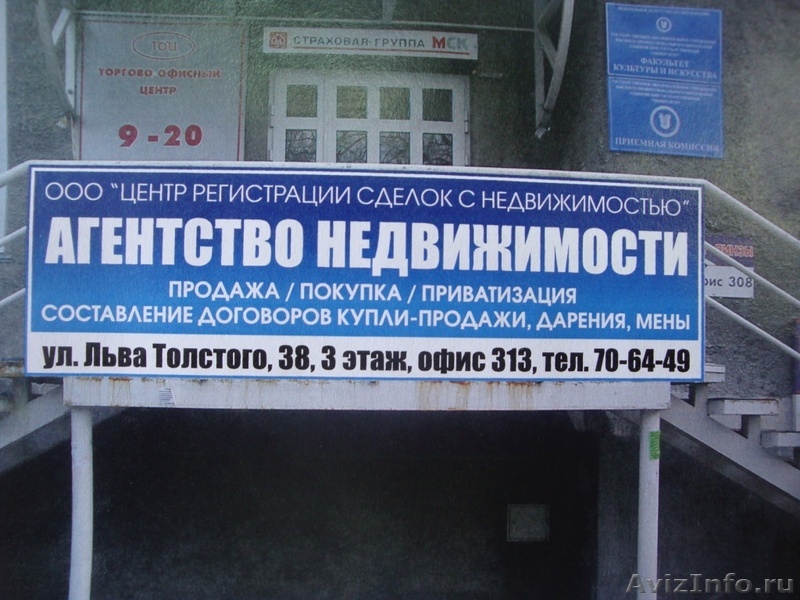 ТОЦ
ТОРГОВО ОФИСНЫЙ
ЦЕНТР
9 - 20
СТРАХОВАЯ ГРУППА МСК
ФАКУЛЬТЕТ
КУЛЬТУРЫ И ИСКУССТВА
ПРИЕМНАЯ КОМИССИЯ
ООО "ЦЕНТР РЕГИСТРАЦИИ СДЕЛОК С НЕДВИЖИМОСТЬЮ"
АГЕНТСТВО НЕДВИЖИМОСТИ
ПРОДАЖА / ПОКУПКА / ПРИВАТИЗАЦИЯ
СОСТАВЛЕНИЕ ДОГОВОРОВ КУПЛИ-ПРОДАЖИ, ДАРЕНИЯ, МЕНЫ
ул. Льва Толстого, 38, 3 этаж, офис 313, тел. 70-64-49
ЛИНЗЫ
фис 308
AvizInfo.ru